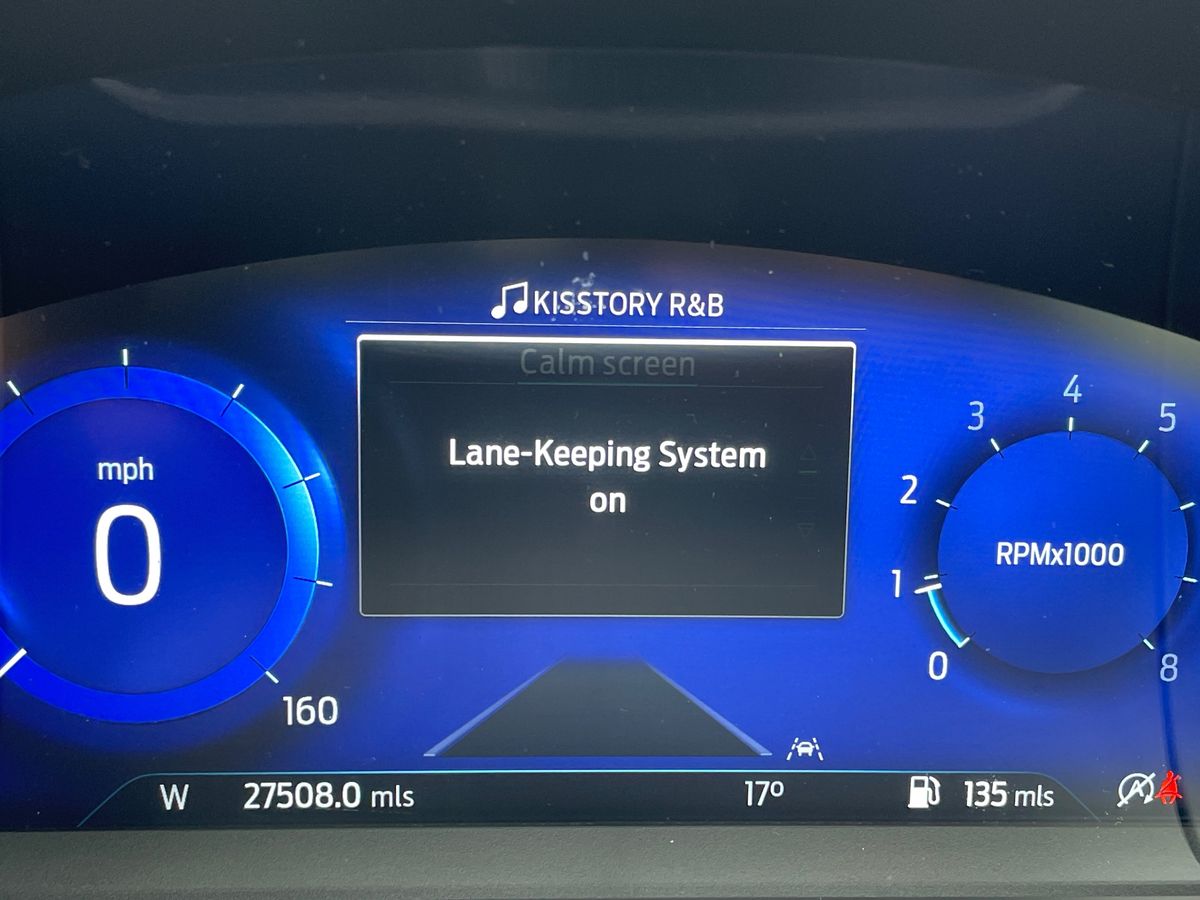 KISSTORY R&B
Calm screen
Lane-Keeping System
on
mph
0
160
0
1
2
3
4
5
8
RPMx1000
W 27508.0 mls 17º 135 mls
A